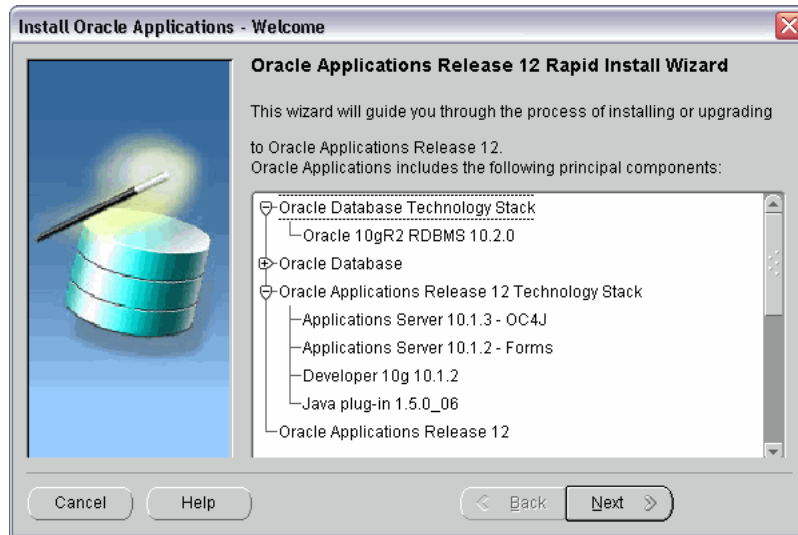 Install Oracle Applications - Welcome
Oracle Applications Release 12 Rapid Install Wizard
This wizard will guide you through the process of installing or upgrading
to Oracle Applications Release 12.
Oracle Applications includes the following principal components:
Oracle Database Technology Stack
Oracle 10gR2 RDBMS 10.2.0
Oracle Database
Oracle Applications Release 12 Technology Stack
Applications Server 10.1.3 - OC4J
Applications Server 10.1.2 - Forms
Developer 10g 10.1.2
Java plug-in 1.5.0_06
Oracle Applications Release 12
Cancel Help Back Next